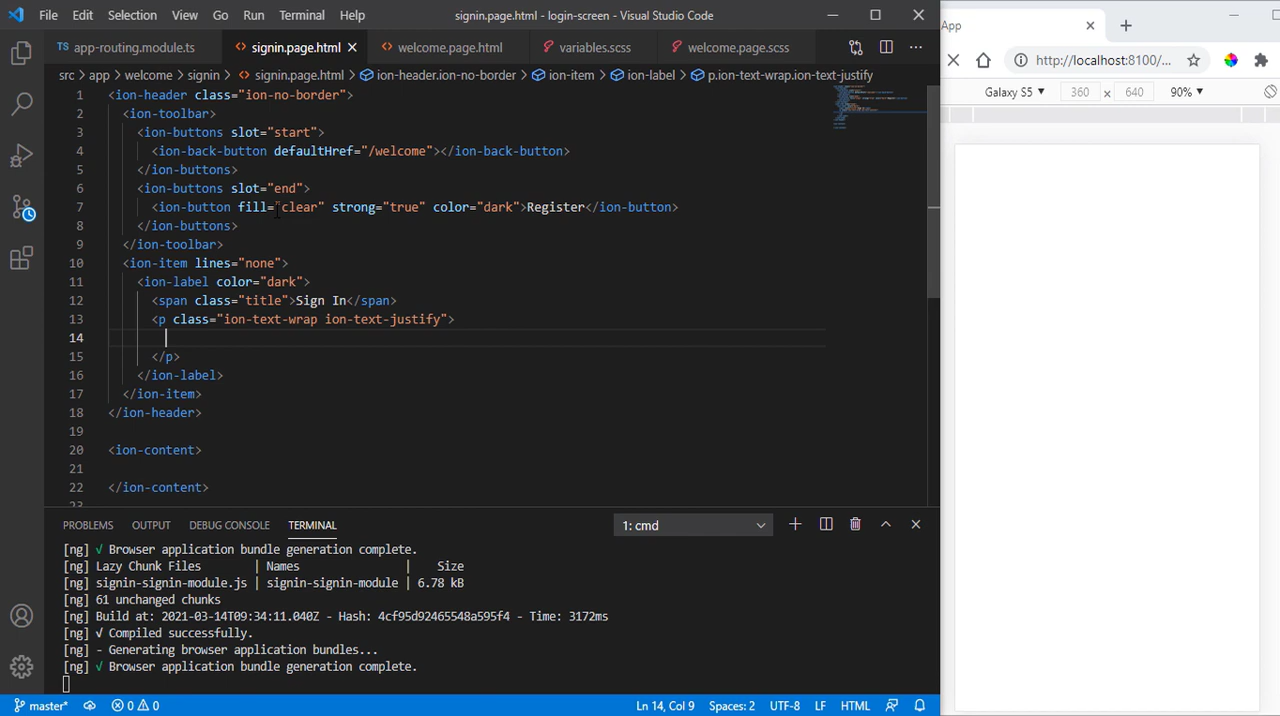 File Edit Selection View Go Run Terminal Help signin.page.html - login-screen - Visual Studio Code
TS app-routing.module.ts <> signin.page.html <> welcome.page.html variables.scss welcome.page.scss
src > app > welcome > signin > <> signin.page.html > ion-header.ion-no-border > ion-item > ion-label > p.ion-text-wrap.ion-text-justify
1 <ion-header class="ion-no-border">
2 <ion-toolbar>
3 <ion-buttons slot="start">
4 <ion-back-button defaultHref="/welcome"></ion-back-button>
5 </ion-buttons>
6 <ion-buttons slot="end">
7 <ion-button fill="clear" strong="true" color="dark">Register</ion-button>
8 </ion-buttons>
9 </ion-toolbar>
10 <ion-item lines="none">
11 <ion-label color="dark">
12 <span class="title">Sign In</span>
13 <p class="ion-text-wrap ion-text-justify">
14
15 </p>
16 </ion-label>
17 </ion-item>
18 </ion-header>
19
20 <ion-content>
21
22 </ion-content>
23
PROBLEMS OUTPUT DEBUG CONSOLE TERMINAL 1: cmd
[ng] √ Browser application bundle generation complete.
[ng] Lazy Chunk Files | Names | Size
[ng] signin-signin-module.js | signin-signin-module | 6.78 kB
[ng] 61 unchanged chunks
[ng] Build at: 2021-03-14T09:34:11.040Z - Hash: 4cf95d92465548a595f4 - Time: 3172ms
[ng] √ Compiled successfully.
[ng] - Generating browser application bundles...
[ng] √ Browser application bundle generation complete.
master* 0 0 Ln 14, Col 9 Spaces: 2 UTF-8 LF HTML
App
http://localhost:8100/...
Galaxy S5 360 x 640 90%